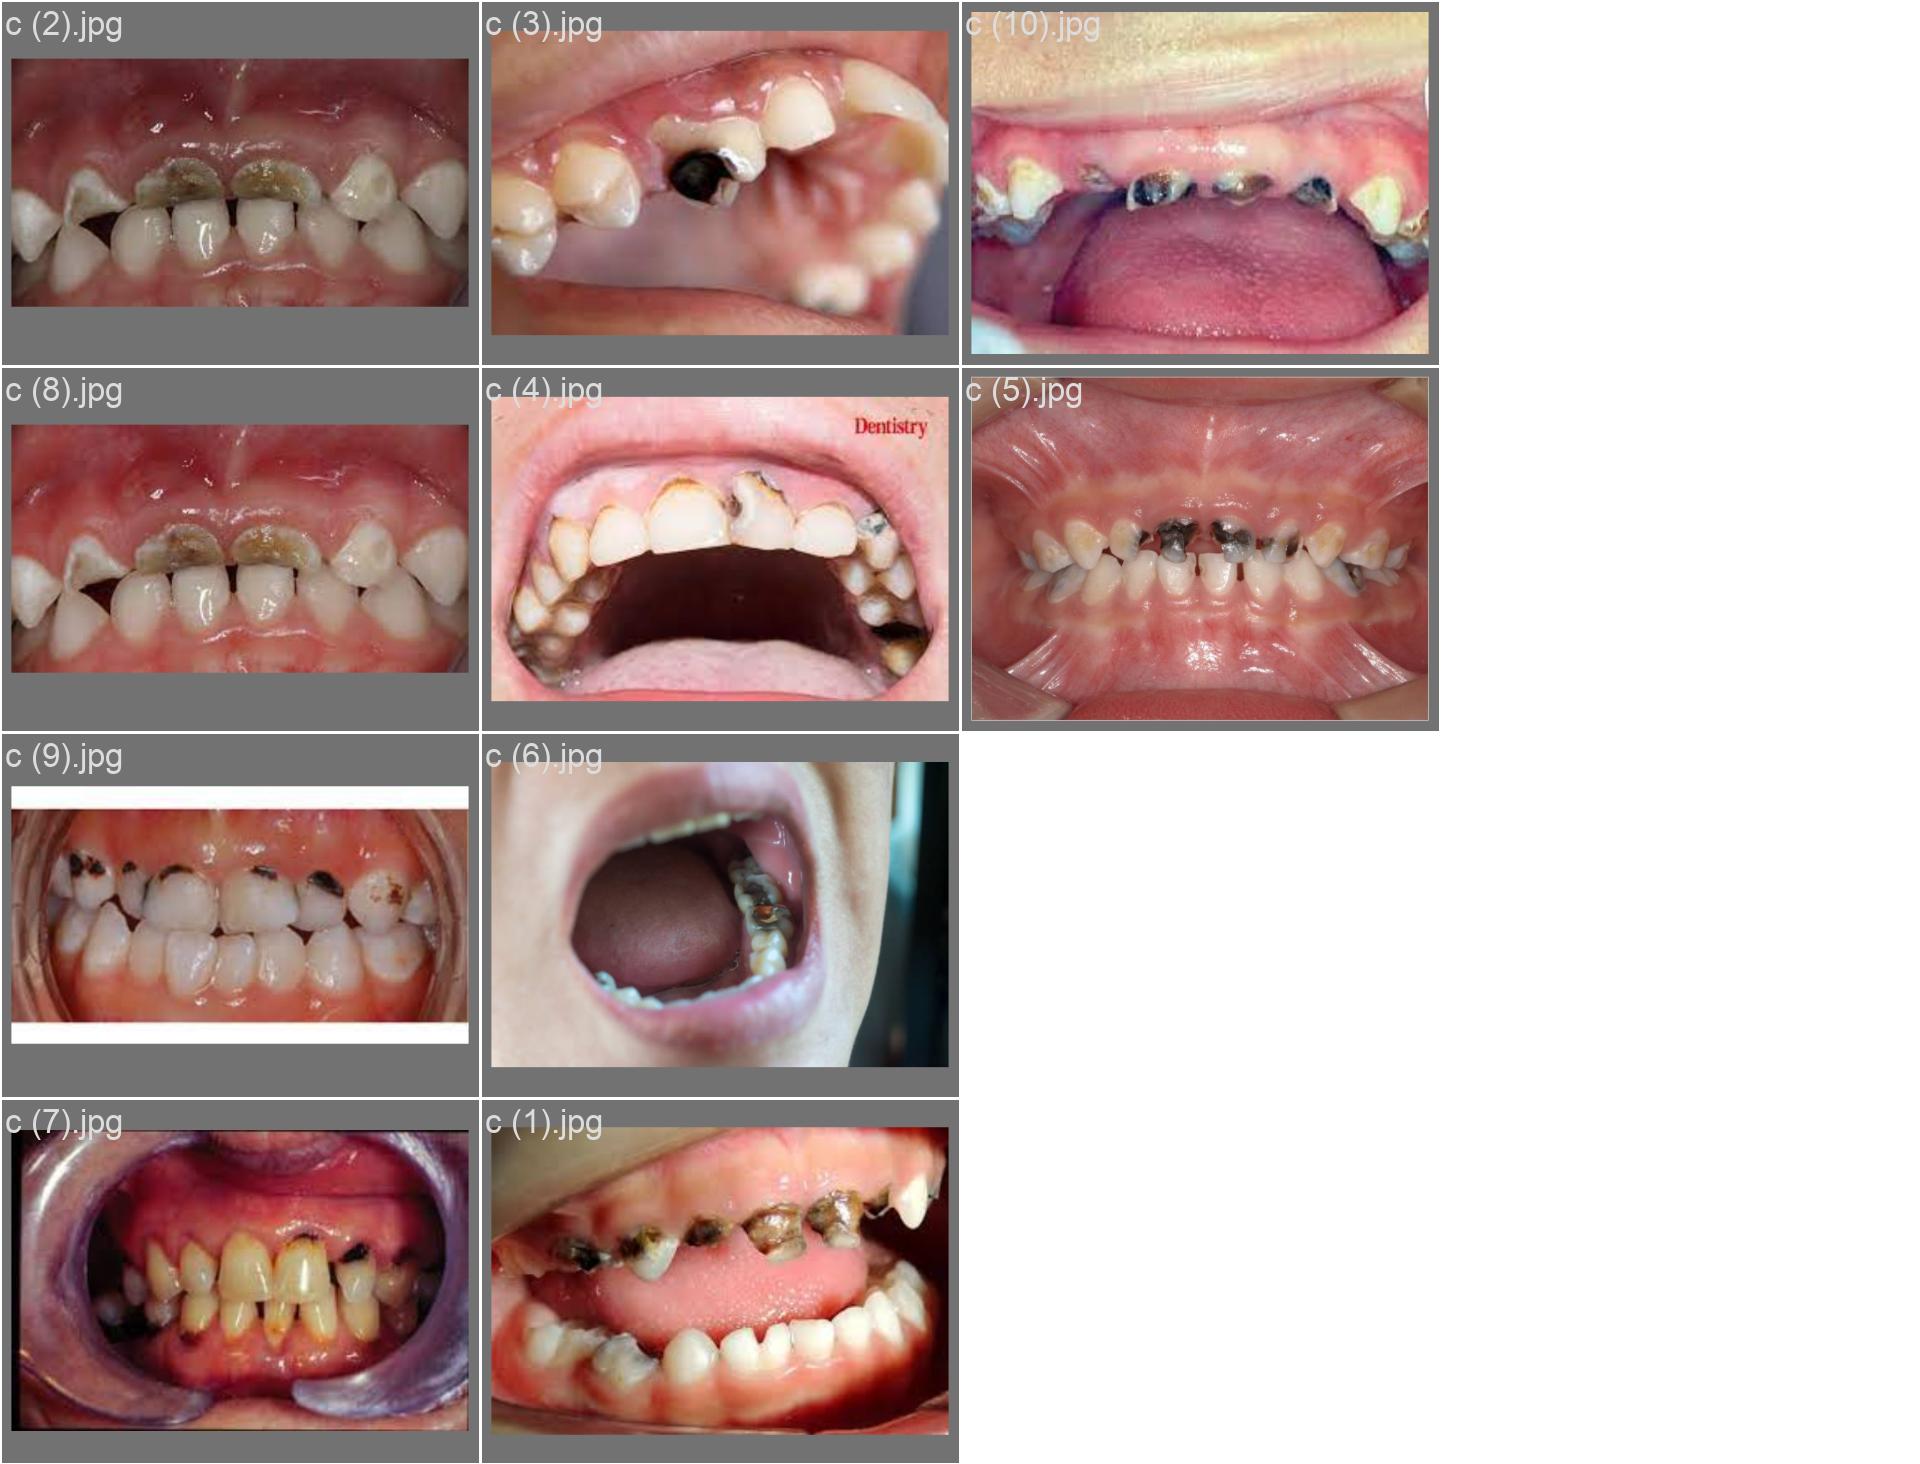 c (2).jpg
c (3).jpg
c (10).jpg
c (8).jpg
c (4).jpg
Dentistry
c (5).jpg
c (9).jpg
c (6).jpg
c (7).jpg
c (1).jpg